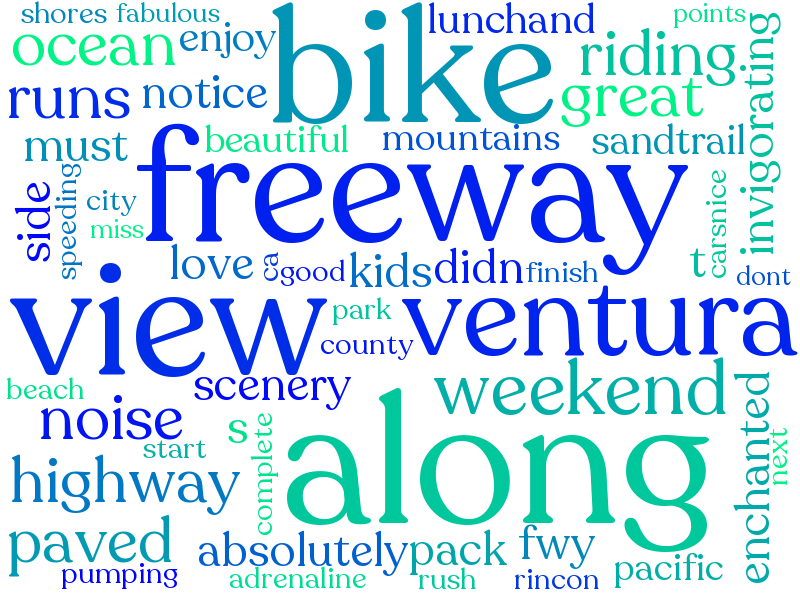 shores fabulous
bike
lunchand
points
ocean
enjoy
riding
invigorating
runs
notice
great
must
beautiful
mountains
sandtrail
freeway
side
speeding
city
miss
carsnice
love
ca
good
kids
didn
finish
t
dont
view
ventura
park
county
beach
scenery
weekend
noise
s
along
enchanted
next
start
complete
highway
paved
absolutely
pack
fwy
pacific
pumping
adrenaline
rush
rincon